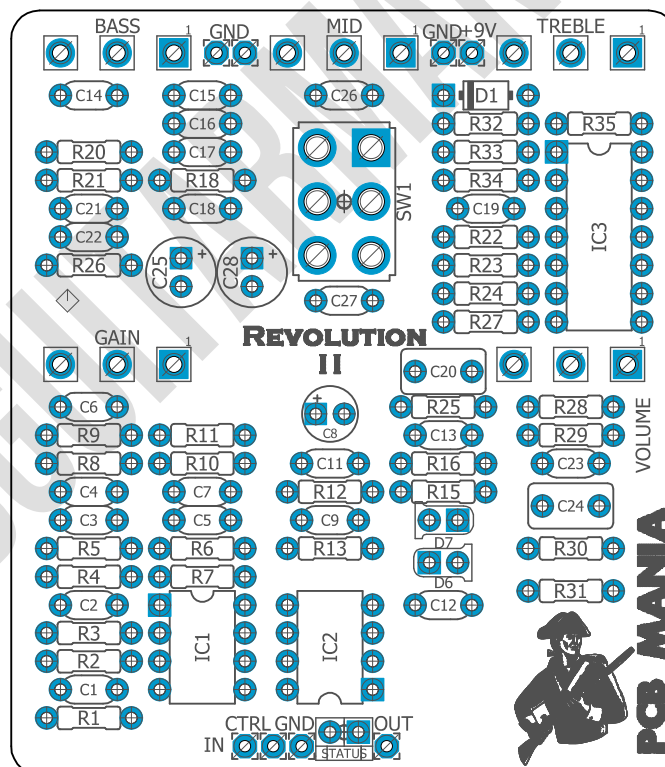 BASS 1 GND MID 1 GND +9V TREBLE 1
C14 C15 C26 D1
C16 R32 R35
R20 C17 R33
R21 R18 R34
C21 C18 SW1 C19
C22 R22 IC3
R26 C25 + C28 + R23
R24
C27 R27
REVOLUTION
II
GAIN 1 1
C20
C6 + R25 R28
R9 R11 C8 C13 R29 VOLUME
R8 R10 C11 R16 C23
C4 C7 R12 R15
C3 C5 C9 C24
R5 R6 R13 D7 R30
R4 R7 D6 R31
C2 C12
R3 IC1 IC2
R2
C1
R1
CTRL GND OUT
IN STATUS
PCB MANIA